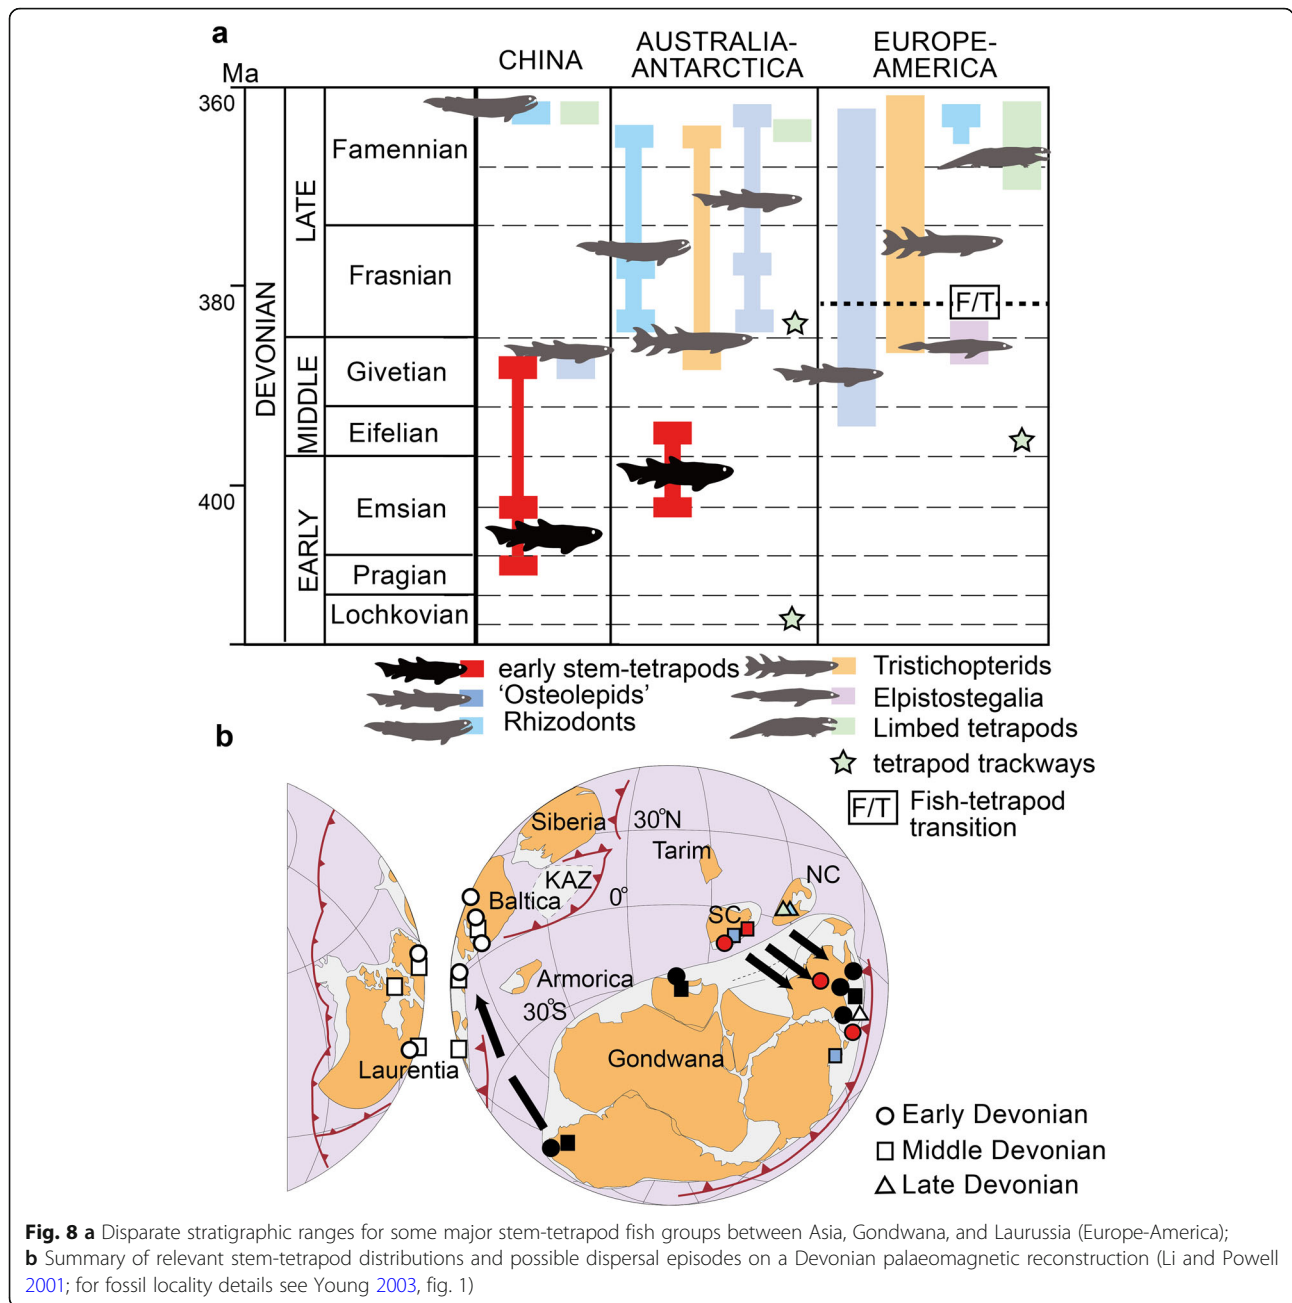 a
CHINA
AUSTRALIA-
ANTARCTICA
EUROPE-
AMERICA
Ma
360
380
400
DEVONIAN
LATE
MIDDLE
EARLY
Famennian
Frasnian
Givetian
Eifelian
Emsian
Pragian
Lochkovian
F/T
early stem-tetrapods
'Osteolepids'
Rhizodonts
Tristichopterids
Elpistostegalia
Limbed tetrapods
tetrapod trackways
F/T Fish-tetrapod
transition
b
Siberia
30°N
Tarim
KAZ
NC
Baltica
0°
SC
Armorica
30°S
Gondwana
Laurentia
Early Devonian
Middle Devonian
Late Devonian
Fig. 8 a Disparate stratigraphic ranges for some major stem-tetrapod fish groups between Asia, Gondwana, and Laurussia (Europe-America);
b Summary of relevant stem-tetrapod distributions and possible dispersal episodes on a Devonian palaeomagnetic reconstruction (Li and Powell
2001; for fossil locality details see Young 2003, fig. 1)